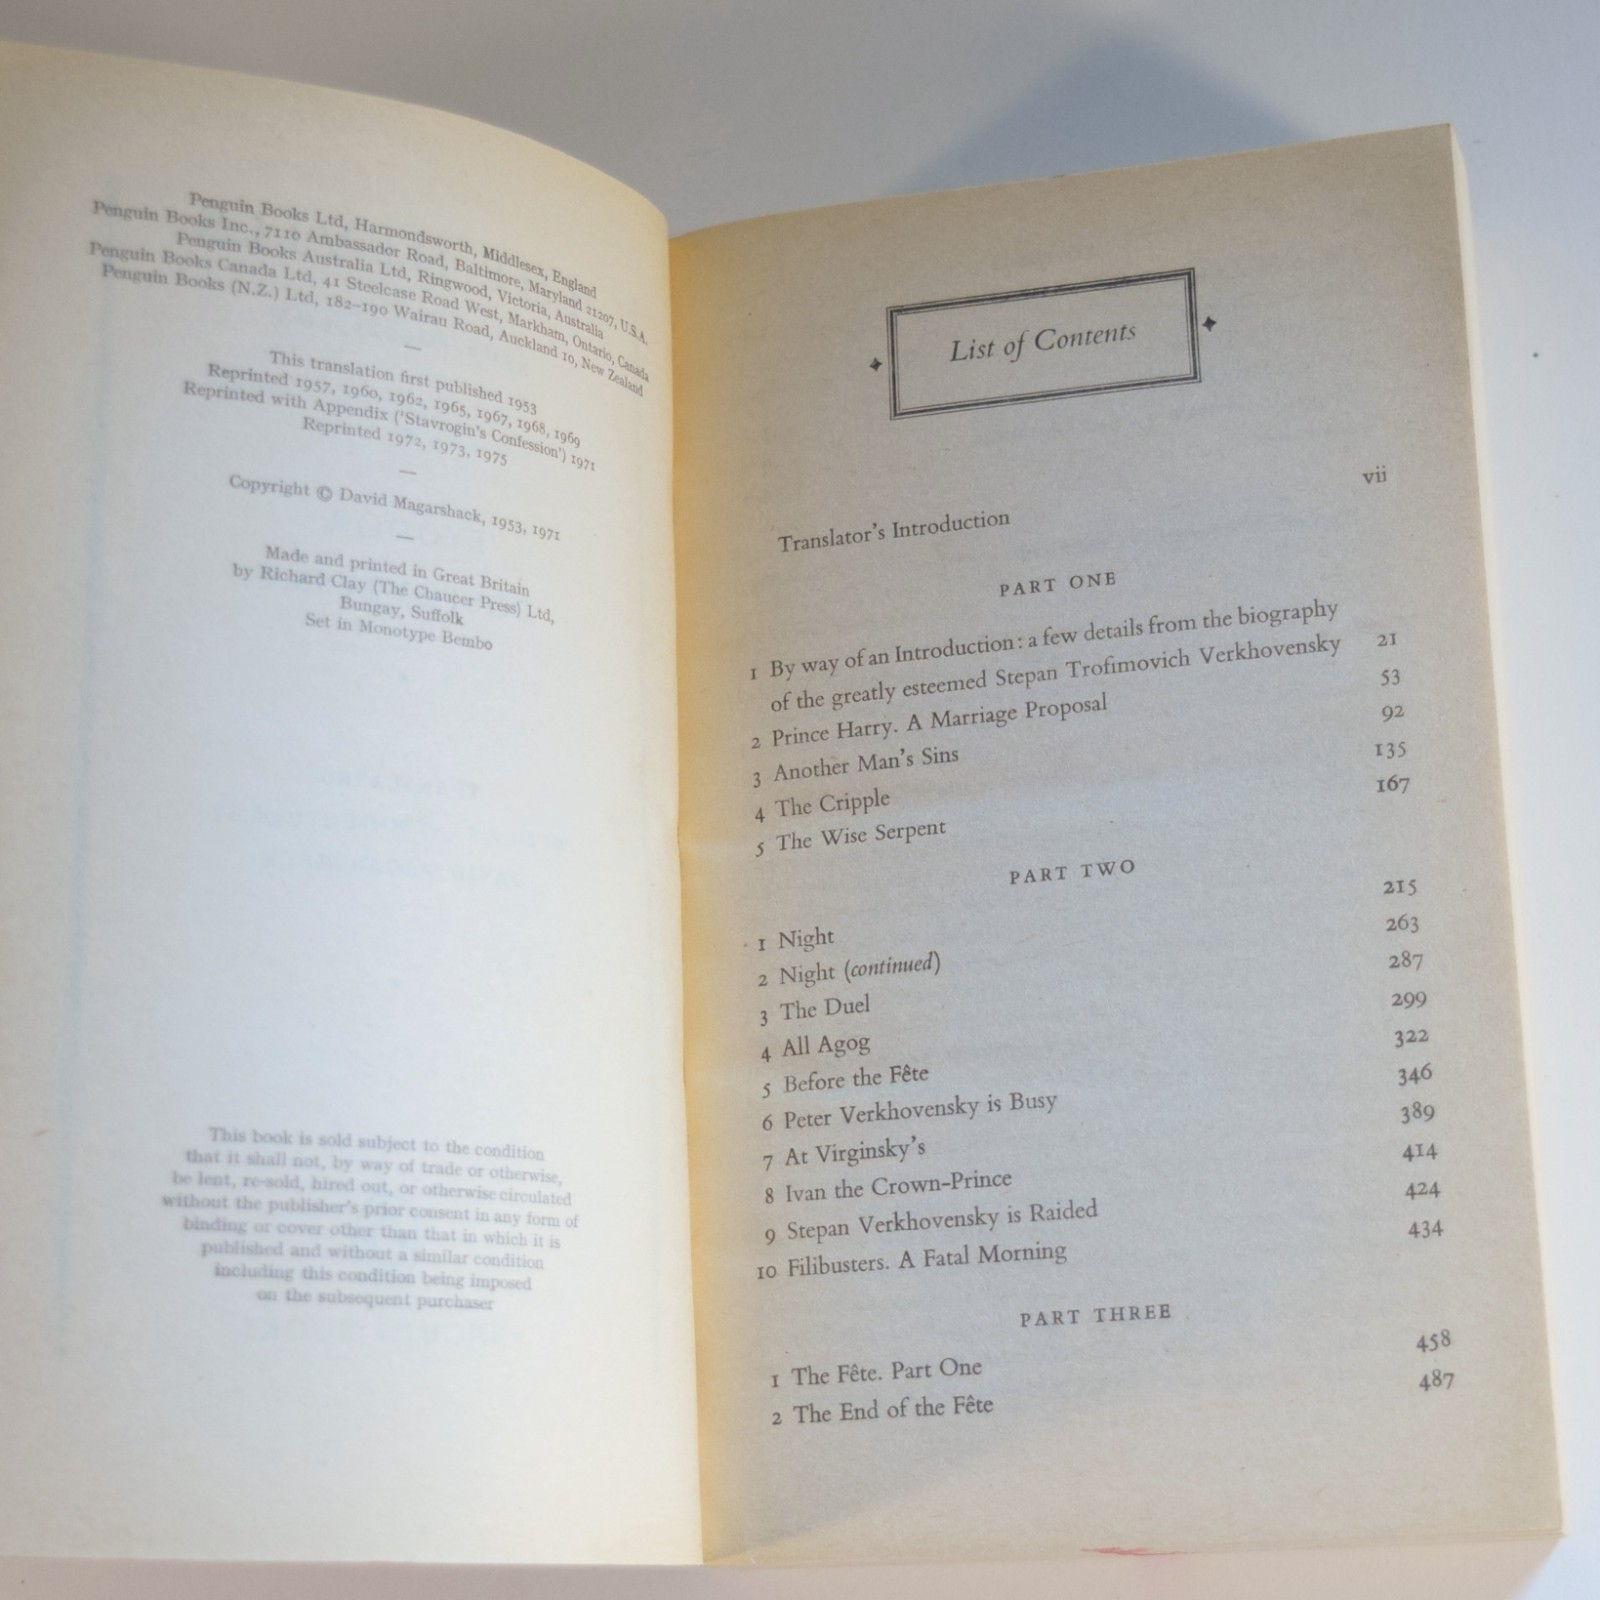 Penguin Books Ltd, Harmondsworth, Middlesex, England
Penguin Books Inc., 7110 Ambassador Road, Baltimore, Maryland 21207, U.S.A.
Penguin Books Australia Ltd, Ringwood, Victoria, Australia
Penguin Books Canada Ltd, 41 Steelcase Road West, Markham, Ontario, Canada
Penguin Books (N.Z.) Ltd, 182–190 Wairau Road, Auckland 10, New Zealand
—
This translation first published 1953
Reprinted 1957, 1960, 1962, 1965, 1967, 1968, 1969
Reprinted with Appendix ('Stavrogin's Confession') 1971
Reprinted 1972, 1973, 1975
—
Copyright © David Magarshack, 1953, 1971
—
Made and printed in Great Britain
by Richard Clay (The Chaucer Press) Ltd,
Bungay, Suffolk
Set in Monotype Bembo
This book is sold subject to the condition
that it shall not, by way of trade or otherwise,
be lent, re-sold, hired out, or otherwise circulated
without the publisher's prior consent in any form of
binding or cover other than that in which it is
published and without a similar condition
including this condition being imposed
on the subsequent purchaser
List of Contents
Translator's Introduction vii
PART ONE
1 By way of an Introduction: a few details from the biography
of the greatly esteemed Stepan Trofimovich Verkhovensky 21
2 Prince Harry. A Marriage Proposal 53
3 Another Man's Sins 92
4 The Cripple 135
5 The Wise Serpent 167
PART TWO
1 Night 215
2 Night (continued) 263
3 The Duel 287
4 All Agog 299
5 Before the Fête 322
6 Peter Verkhovensky is Busy 346
7 At Virginsky's 389
8 Ivan the Crown-Prince 414
9 Stepan Verkhovensky is Raided 424
10 Filibusters. A Fatal Morning 434
PART THREE
1 The Fête. Part One 458
2 The End of the Fête 487